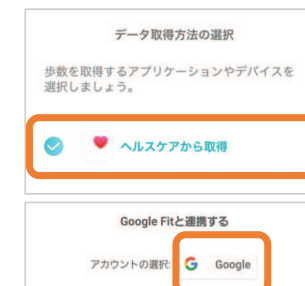 データ取得方法の選択
歩数を取得するアプリケーションやデバイスを
選択しましょう。
ヘルスケアから取得
Google Fitと連携する
アカウントの選択: Google